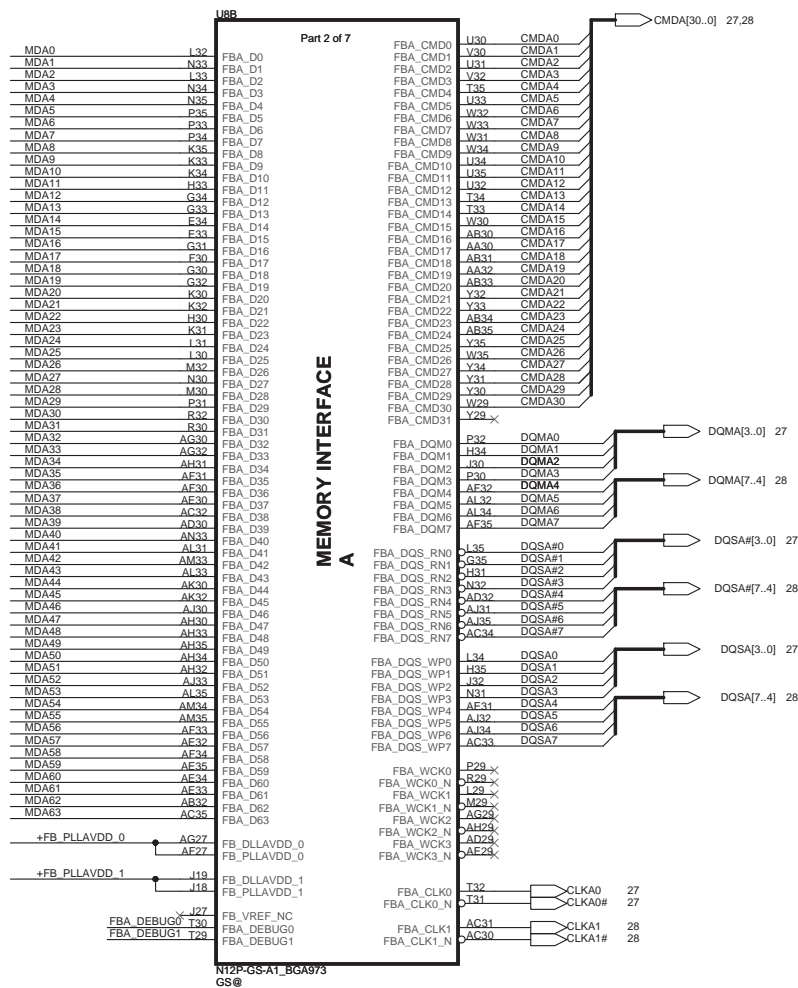 U8B
Part 2 of 7
MDA0 L32 FBA_D0
MDA1 N33 FBA_D1
MDA2 L33 FBA_D2
MDA3 N34 FBA_D3
MDA4 N35 FBA_D4
MDA5 P35 FBA_D5
MDA6 P33 FBA_D6
MDA7 P34 FBA_D7
MDA8 K35 FBA_D8
MDA9 K33 FBA_D9
MDA10 K34 FBA_D10
MDA11 H33 FBA_D11
MDA12 G34 FBA_D12
MDA13 G33 FBA_D13
MDA14 E34 FBA_D14
MDA15 E33 FBA_D15
MDA16 G31 FBA_D16
MDA17 F30 FBA_D17
MDA18 G30 FBA_D18
MDA19 G32 FBA_D19
MDA20 K30 FBA_D20
MDA21 K32 FBA_D21
MDA22 H30 FBA_D22
MDA23 K31 FBA_D23
MDA24 L31 FBA_D24
MDA25 L30 FBA_D25
MDA26 M32 FBA_D26
MDA27 N30 FBA_D27
MDA28 M30 FBA_D28
MDA29 P31 FBA_D29
MDA30 R32 FBA_D30
MDA31 R30 FBA_D31
MDA32 AG30 FBA_D32
MDA33 AG32 FBA_D33
MDA34 AH31 FBA_D34
MDA35 AF31 FBA_D35
MDA36 AF30 FBA_D36
MDA37 AE30 FBA_D37
MDA38 AC32 FBA_D38
MDA39 AD30 FBA_D39
MDA40 AN33 FBA_D40
MDA41 AL31 FBA_D41
MDA42 AM33 FBA_D42
MDA43 AL33 FBA_D43
MDA44 AK30 FBA_D44
MDA45 AK32 FBA_D45
MDA46 AJ30 FBA_D46
MDA47 AH30 FBA_D47
MDA48 AH33 FBA_D48
MDA49 AH35 FBA_D49
MDA50 AH34 FBA_D50
MDA51 AH32 FBA_D51
MDA52 AJ33 FBA_D52
MDA53 AL35 FBA_D53
MDA54 AM34 FBA_D54
MDA55 AM35 FBA_D55
MDA56 AF33 FBA_D56
MDA57 AE32 FBA_D57
MDA58 AF34 FBA_D58
MDA59 AE35 FBA_D59
MDA60 AE34 FBA_D60
MDA61 AE33 FBA_D61
MDA62 AB32 FBA_D62
MDA63 AC35 FBA_D63
+FB_PLLAVDD_0 AG27 FB_DLLAVDD_0
AF27 FB_PLLAVDD_0
+FB_PLLAVDD_1 J19 FB_DLLAVDD_1
J18 FB_PLLAVDD_1
J27 FB_VREF_NC
FBA_DEBUG0 T30 FBA_DEBUG0
FBA_DEBUG1 T29 FBA_DEBUG1
MEMORY INTERFACE
A
FBA_CMD0 U30 CMDA0
FBA_CMD1 V30 CMDA1
FBA_CMD2 U31 CMDA2
FBA_CMD3 V32 CMDA3
FBA_CMD4 T35 CMDA4
FBA_CMD5 U33 CMDA5
FBA_CMD6 W32 CMDA6
FBA_CMD7 W33 CMDA7
FBA_CMD8 W31 CMDA8
FBA_CMD9 W34 CMDA9
FBA_CMD10 U34 CMDA10
FBA_CMD11 U35 CMDA11
FBA_CMD12 U32 CMDA12
FBA_CMD13 T34 CMDA13
FBA_CMD14 T33 CMDA14
FBA_CMD15 W30 CMDA15
FBA_CMD16 AB30 CMDA16
FBA_CMD17 AA30 CMDA17
FBA_CMD18 AB31 CMDA18
FBA_CMD19 AA32 CMDA19
FBA_CMD20 AB33 CMDA20
FBA_CMD21 Y32 CMDA21
FBA_CMD22 Y33 CMDA22
FBA_CMD23 AB34 CMDA23
FBA_CMD24 AB35 CMDA24
FBA_CMD25 Y35 CMDA25
FBA_CMD26 W35 CMDA26
FBA_CMD27 Y34 CMDA27
FBA_CMD28 Y31 CMDA28
FBA_CMD29 Y30 CMDA29
FBA_CMD30 W29 CMDA30
FBA_CMD31 Y29
CMDA[30..0] 27,28
FBA_DQM0 P32 DQMA0
FBA_DQM1 H34 DQMA1
FBA_DQM2 J30 DQMA2
FBA_DQM3 P30 DQMA3
FBA_DQM4 AF32 DQMA4
FBA_DQM5 AL32 DQMA5
FBA_DQM6 AL34 DQMA6
FBA_DQM7 AF35 DQMA7
DQMA[3..0] 27
DQMA[7..4] 28
FBA_DQS_RN0 L35 DQSA#0
FBA_DQS_RN1 G35 DQSA#1
FBA_DQS_RN2 H31 DQSA#2
FBA_DQS_RN3 N32 DQSA#3
FBA_DQS_RN4 AD32 DQSA#4
FBA_DQS_RN5 AJ31 DQSA#5
FBA_DQS_RN6 AJ35 DQSA#6
FBA_DQS_RN7 AC34 DQSA#7
DQSA#[3..0] 27
DQSA#[7..4] 28
FBA_DQS_WP0 L34 DQSA0
FBA_DQS_WP1 H35 DQSA1
FBA_DQS_WP2 J32 DQSA2
FBA_DQS_WP3 N31 DQSA3
FBA_DQS_WP4 AE31 DQSA4
FBA_DQS_WP5 AJ32 DQSA5
FBA_DQS_WP6 AJ34 DQSA6
FBA_DQS_WP7 AC33 DQSA7
DQSA[3..0] 27
DQSA[7..4] 28
FBA_WCK0 P29
FBA_WCK0_N R29
FBA_WCK1 L29
FBA_WCK1_N M29
FBA_WCK2 AG29
FBA_WCK2_N AH29
FBA_WCK3 AD29
FBA_WCK3_N AE29
FBA_CLK0 T32 CLKA0 27
FBA_CLK0_N T31 CLKA0# 27
FBA_CLK1 AC31 CLKA1 28
FBA_CLK1_N AC30 CLKA1# 28
N12P-GS-A1_BGA973
GS@